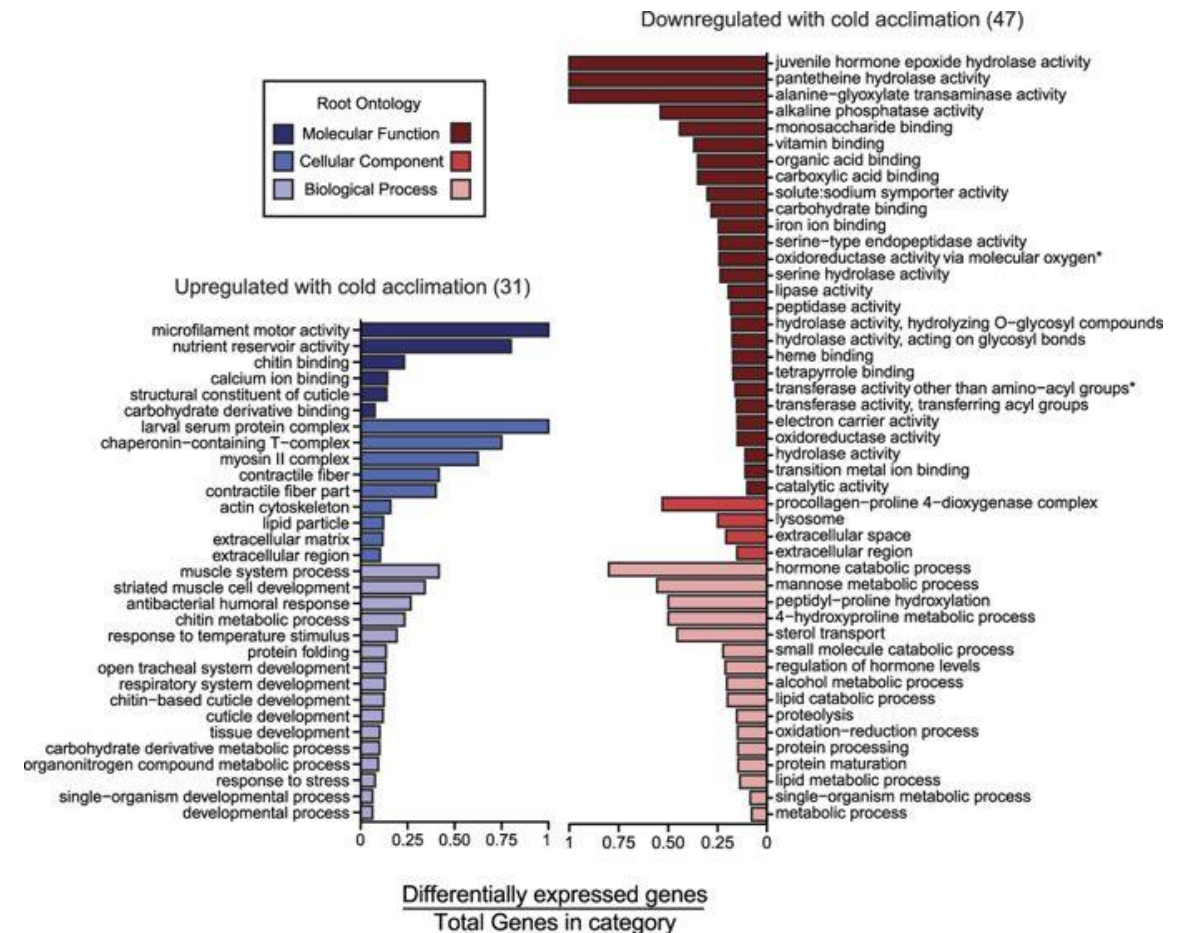 Downregulated with cold acclimation (47)
Root Ontology
Molecular Function
Cellular Component
Biological Process
juvenile hormone epoxide hydrolase activity
pantetheine hydrolase activity
alanine−glyoxylate transaminase activity
alkaline phosphatase activity
monosaccharide binding
vitamin binding
organic acid binding
carboxylic acid binding
solute:sodium symporter activity
carbohydrate binding
iron ion binding
serine−type endopeptidase activity
oxidoreductase activity via molecular oxygen*
serine hydrolase activity
lipase activity
peptidase activity
hydrolase activity, hydrolyzing O−glycosyl compounds
hydrolase activity, acting on glycosyl bonds
heme binding
tetrapyrrole binding
transferase activity other than amino−acyl groups*
transferase activity, transferring acyl groups
electron carrier activity
oxidoreductase activity
hydrolase activity
transition metal ion binding
catalytic activity
procollagen−proline 4−dioxygenase complex
lysosome
extracellular space
extracellular region
hormone catabolic process
mannose metabolic process
peptidyl−proline hydroxylation
4−hydroxyproline metabolic process
sterol transport
small molecule catabolic process
regulation of hormone levels
alcohol metabolic process
lipid catabolic process
proteolysis
oxidation−reduction process
protein processing
protein maturation
lipid metabolic process
single−organism metabolic process
metabolic process
1 0.75 0.50 0.25 0
Upregulated with cold acclimation (31)
microfilament motor activity
nutrient reservoir activity
chitin binding
calcium ion binding
structural constituent of cuticle
carbohydrate derivative binding
larval serum protein complex
chaperonin−containing T−complex
myosin II complex
contractile fiber
contractile fiber part
actin cytoskeleton
lipid particle
extracellular matrix
extracellular region
muscle system process
striated muscle cell development
antibacterial humoral response
chitin metabolic process
response to temperature stimulus
protein folding
open tracheal system development
respiratory system development
chitin−based cuticle development
cuticle development
tissue development
carbohydrate derivative metabolic process
organonitrogen compound metabolic process
response to stress
single−organism developmental process
developmental process
0 0.25 0.50 0.75 1
Differentially expressed genes
Total Genes in category